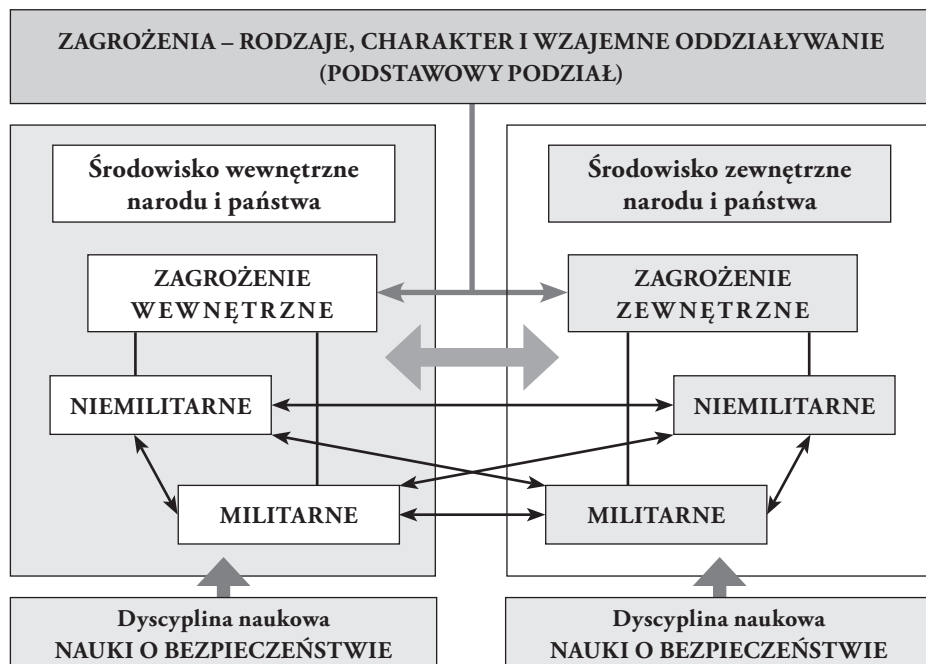 ZAGROŻENIA – RODZAJE, CHARAKTER I WZAJEMNE ODDZIAŁYWANIE
(PODSTAWOWY PODZIAŁ)
Środowisko wewnętrzne
narodu i państwa
Środowisko zewnętrzne
narodu i państwa
ZAGROŻENIE
WEWNĘTRZNE
ZAGROŻENIE
ZEWNĘTRZNE
NIEMILITARNE
NIEMILITARNE
MILITARNE
MILITARNE
Dyscyplina naukowa
NAUKI O BEZPIECZEŃSTWIE
Dyscyplina naukowa
NAUKI O BEZPIECZEŃSTWIE